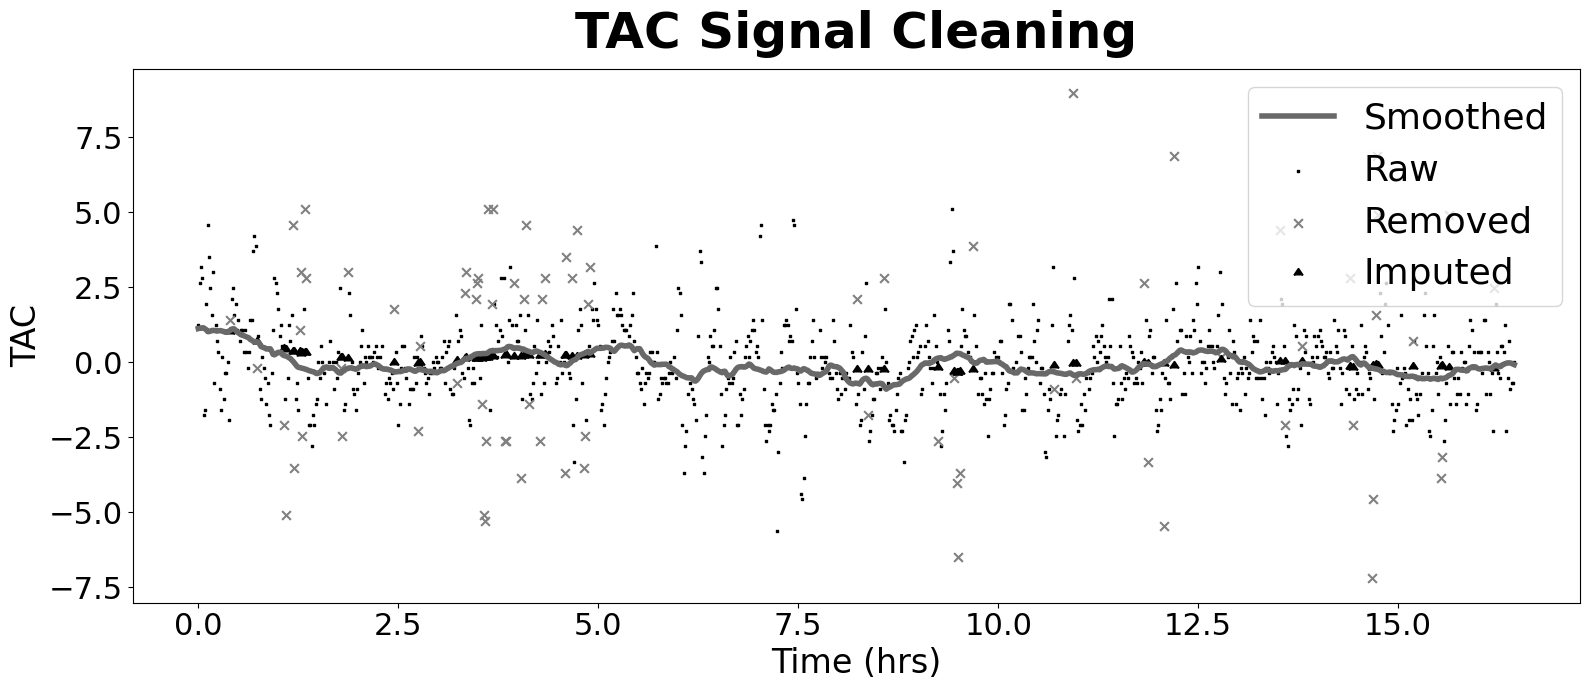 TAC Signal Cleaning
TAC
7.5
5.0
2.5
0.0
−2.5
−5.0
−7.5
Smoothed
Raw
Removed
Imputed
0.0 2.5 5.0 7.5 10.0 12.5 15.0
Time (hrs)